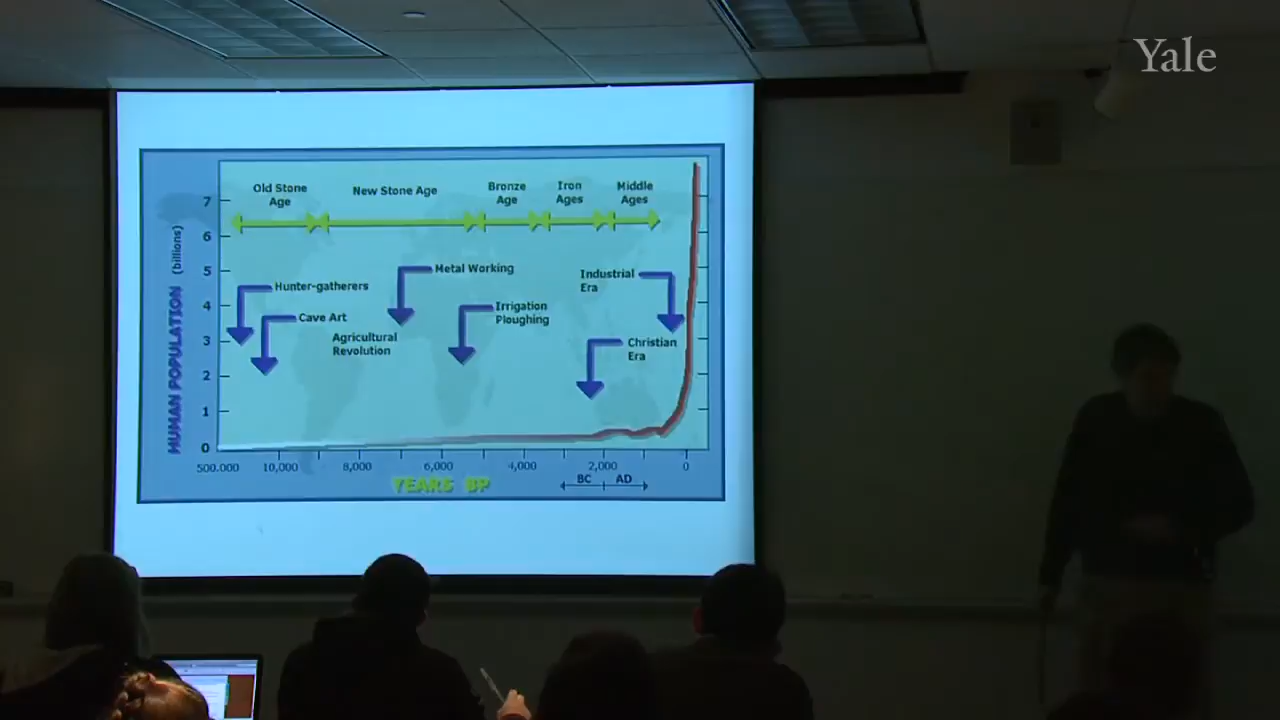 Yale
Old Stone
Age
New Stone Age
Bronze
Age
Iron
Ages
Middle
Ages
7
6
5
4
3
2
1
0
HUMAN POPULATION (billions)
Metal Working
Industrial
Era
Hunter-gatherers
Irrigation
Ploughing
Cave Art
Agricultural
Revolution
Christian
Era
500.000 10,000 8,000 6,000 4,000 2,000 0
BC AD
YEARS BP